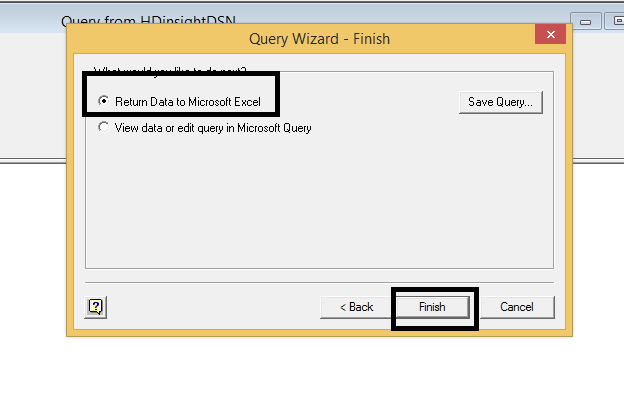 Query from HDinsightDSN
Query Wizard - Finish
What would you like to do next?
Return Data to Microsoft Excel
Save Query...
View data or edit query in Microsoft Query
?
< Back
Finish
Cancel